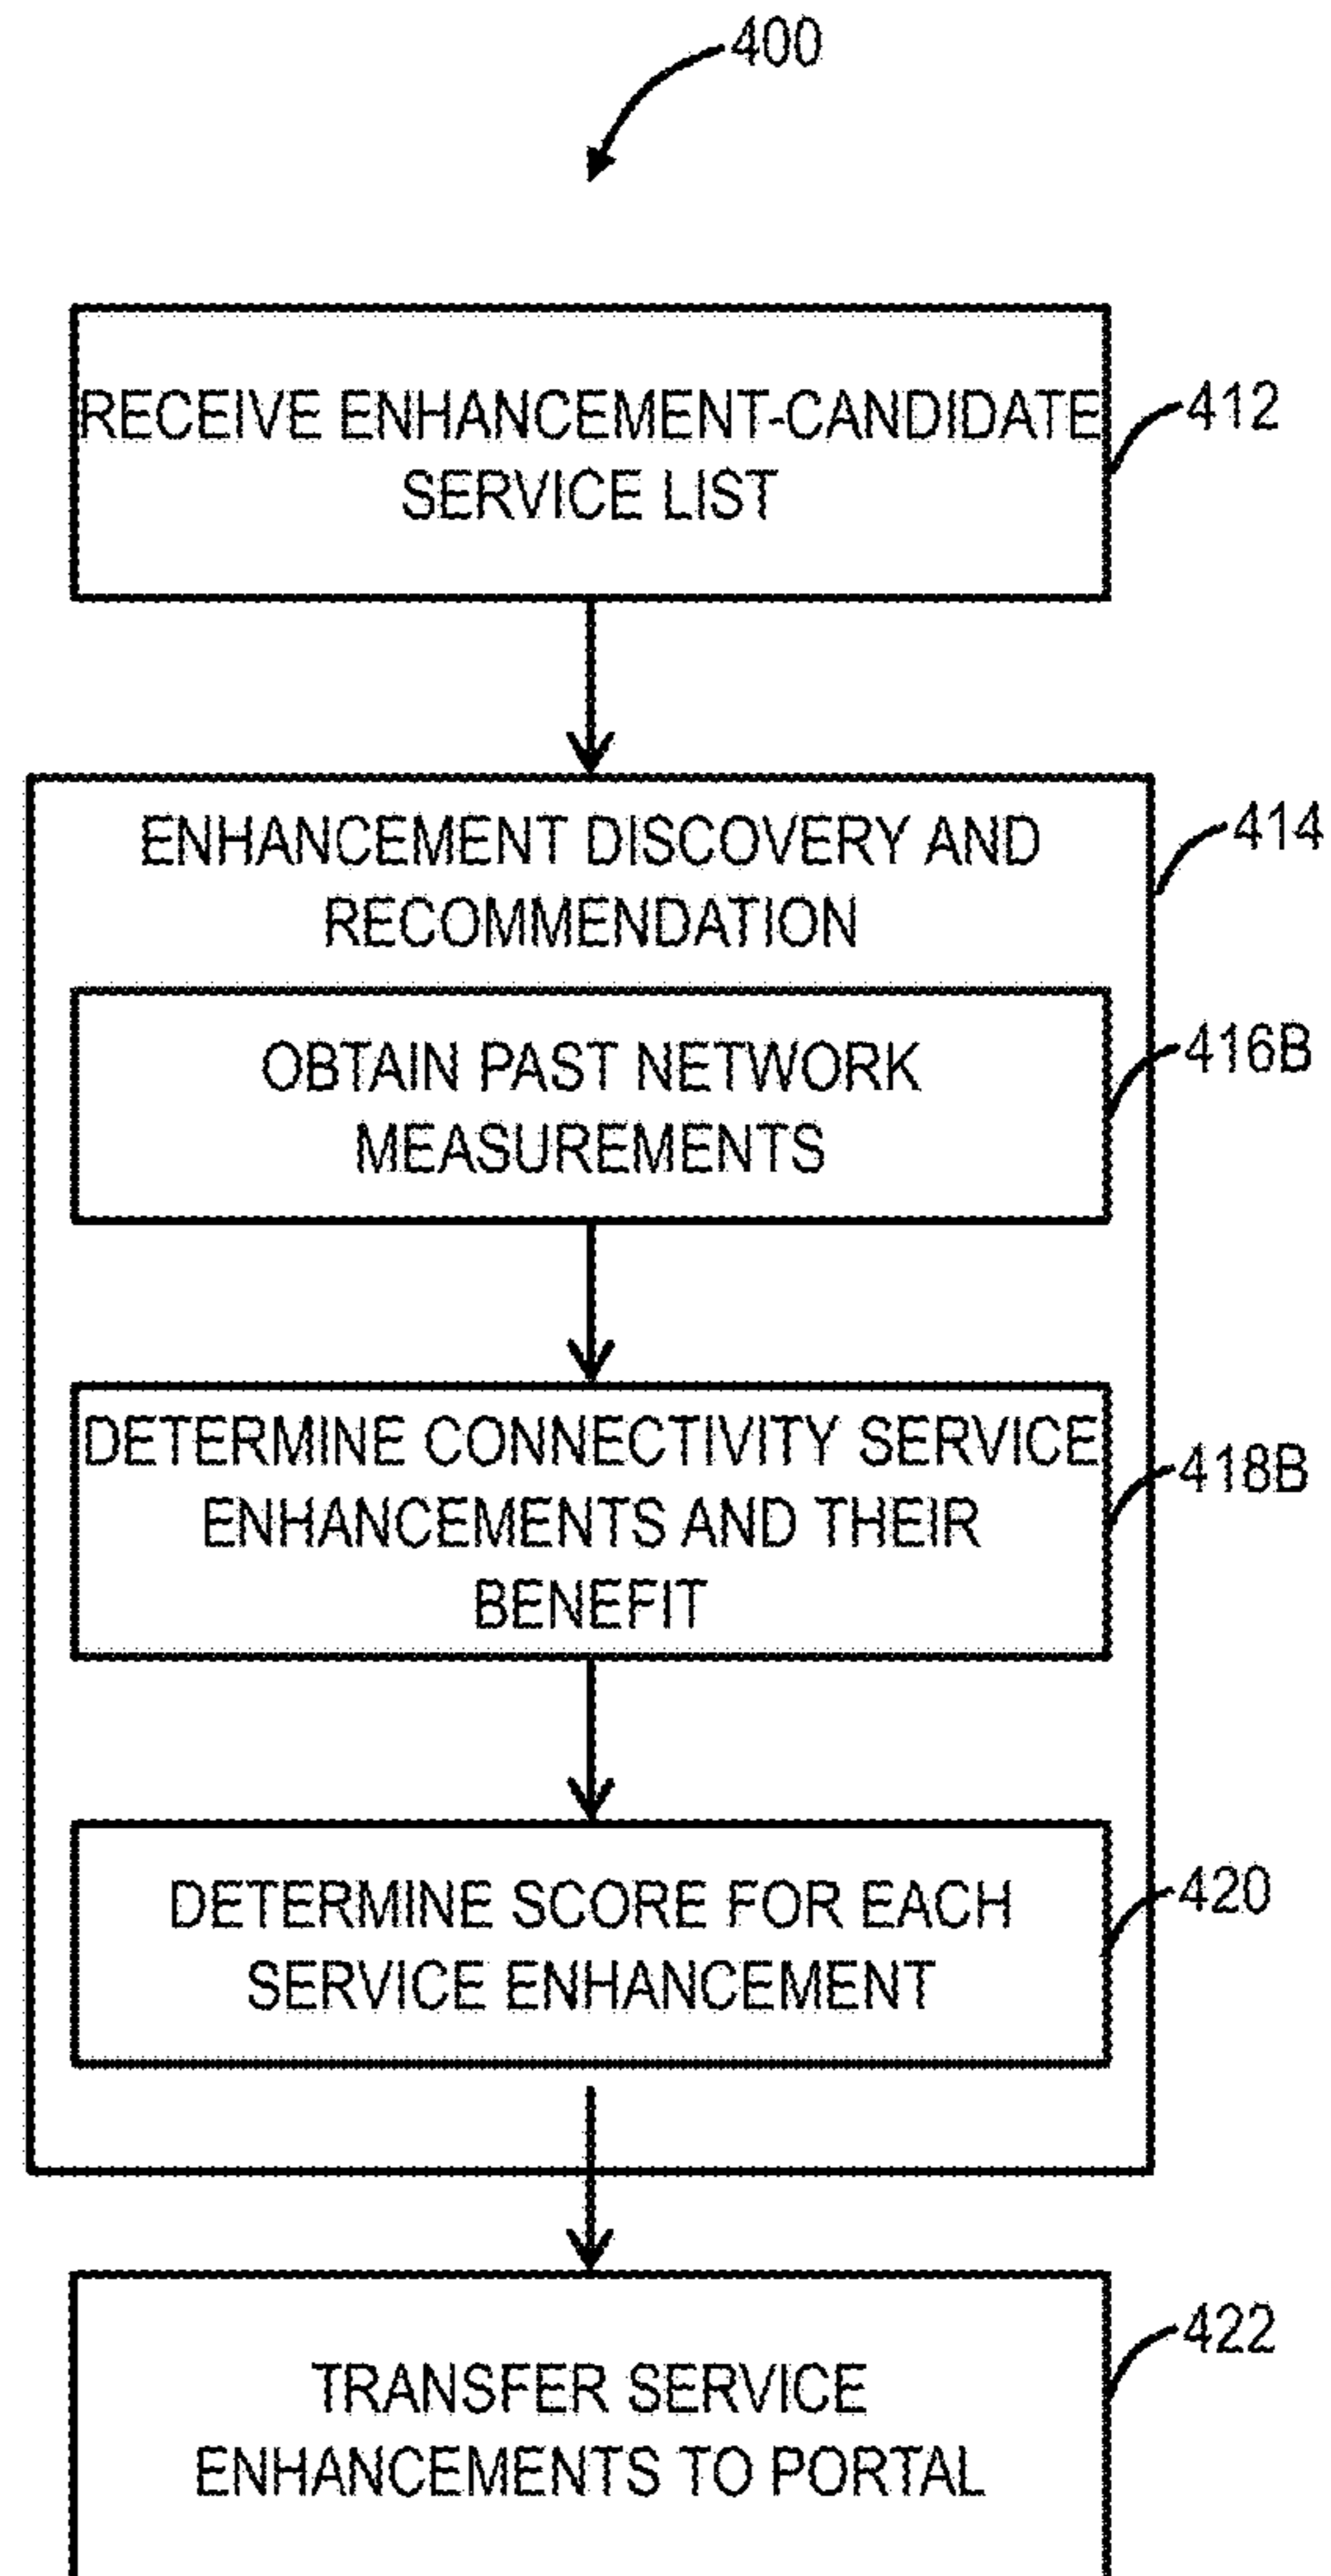 400
RECEIVE ENHANCEMENT-CANDIDATE
SERVICE LIST
412
ENHANCEMENT DISCOVERY AND
RECOMMENDATION
414
OBTAIN PAST NETWORK
MEASUREMENTS
416B
DETERMINE CONNECTIVITY SERVICE
ENHANCEMENTS AND THEIR
BENEFIT
418B
DETERMINE SCORE FOR EACH
SERVICE ENHANCEMENT
420
TRANSFER SERVICE
ENHANCEMENTS TO PORTAL
422